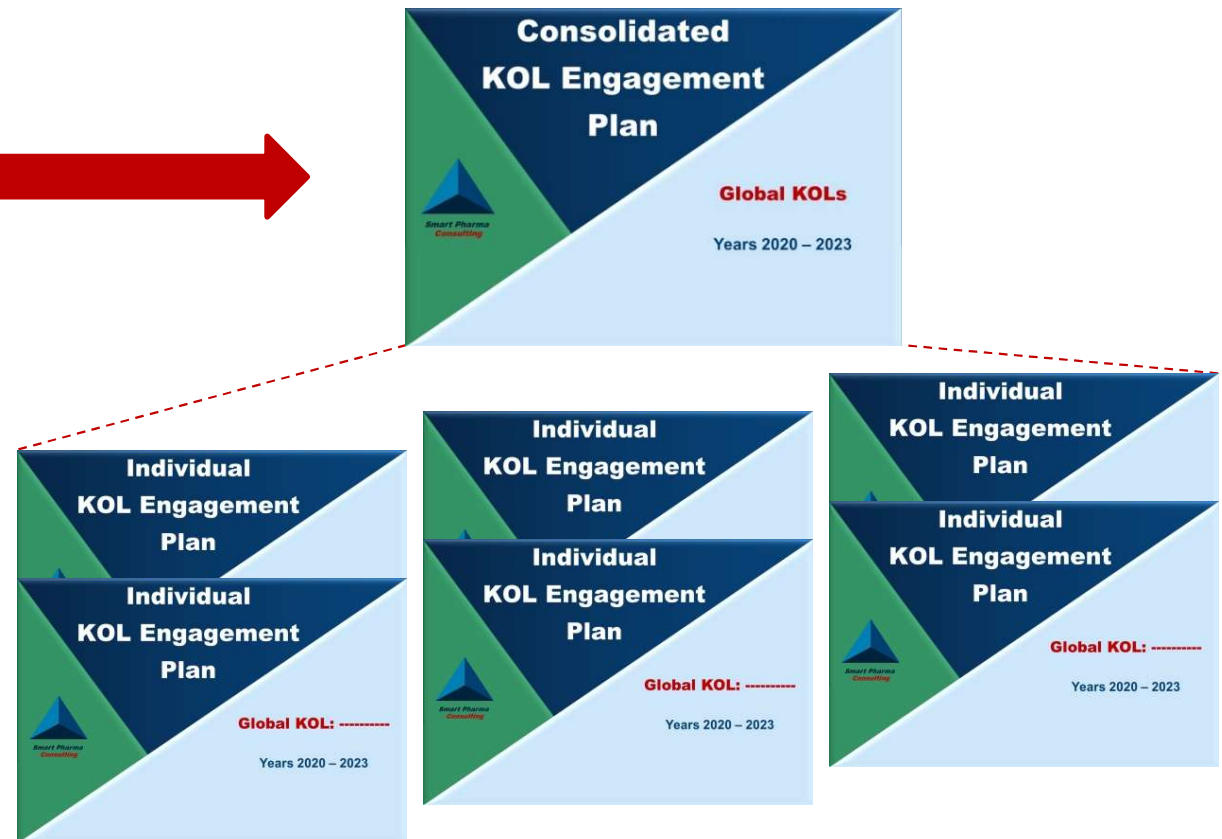 Consolidated
KOL Engagement
Plan
Global KOLs
Smart Pharma
Consulting
Years 2020 – 2023
Individual
KOL Engagement
Plan
Individual
KOL Engagement
Plan
Global KOL: ----------
Smart Pharma
Consulting
Years 2020 – 2023
Individual
KOL Engagement
Plan
Individual
KOL Engagement
Plan
Global KOL: ----------
Smart Pharma
Consulting
Years 2020 – 2023
Individual
KOL Engagement
Plan
Individual
KOL Engagement
Plan
Global KOL: ----------
Smart Pharma
Consulting
Years 2020 – 2023